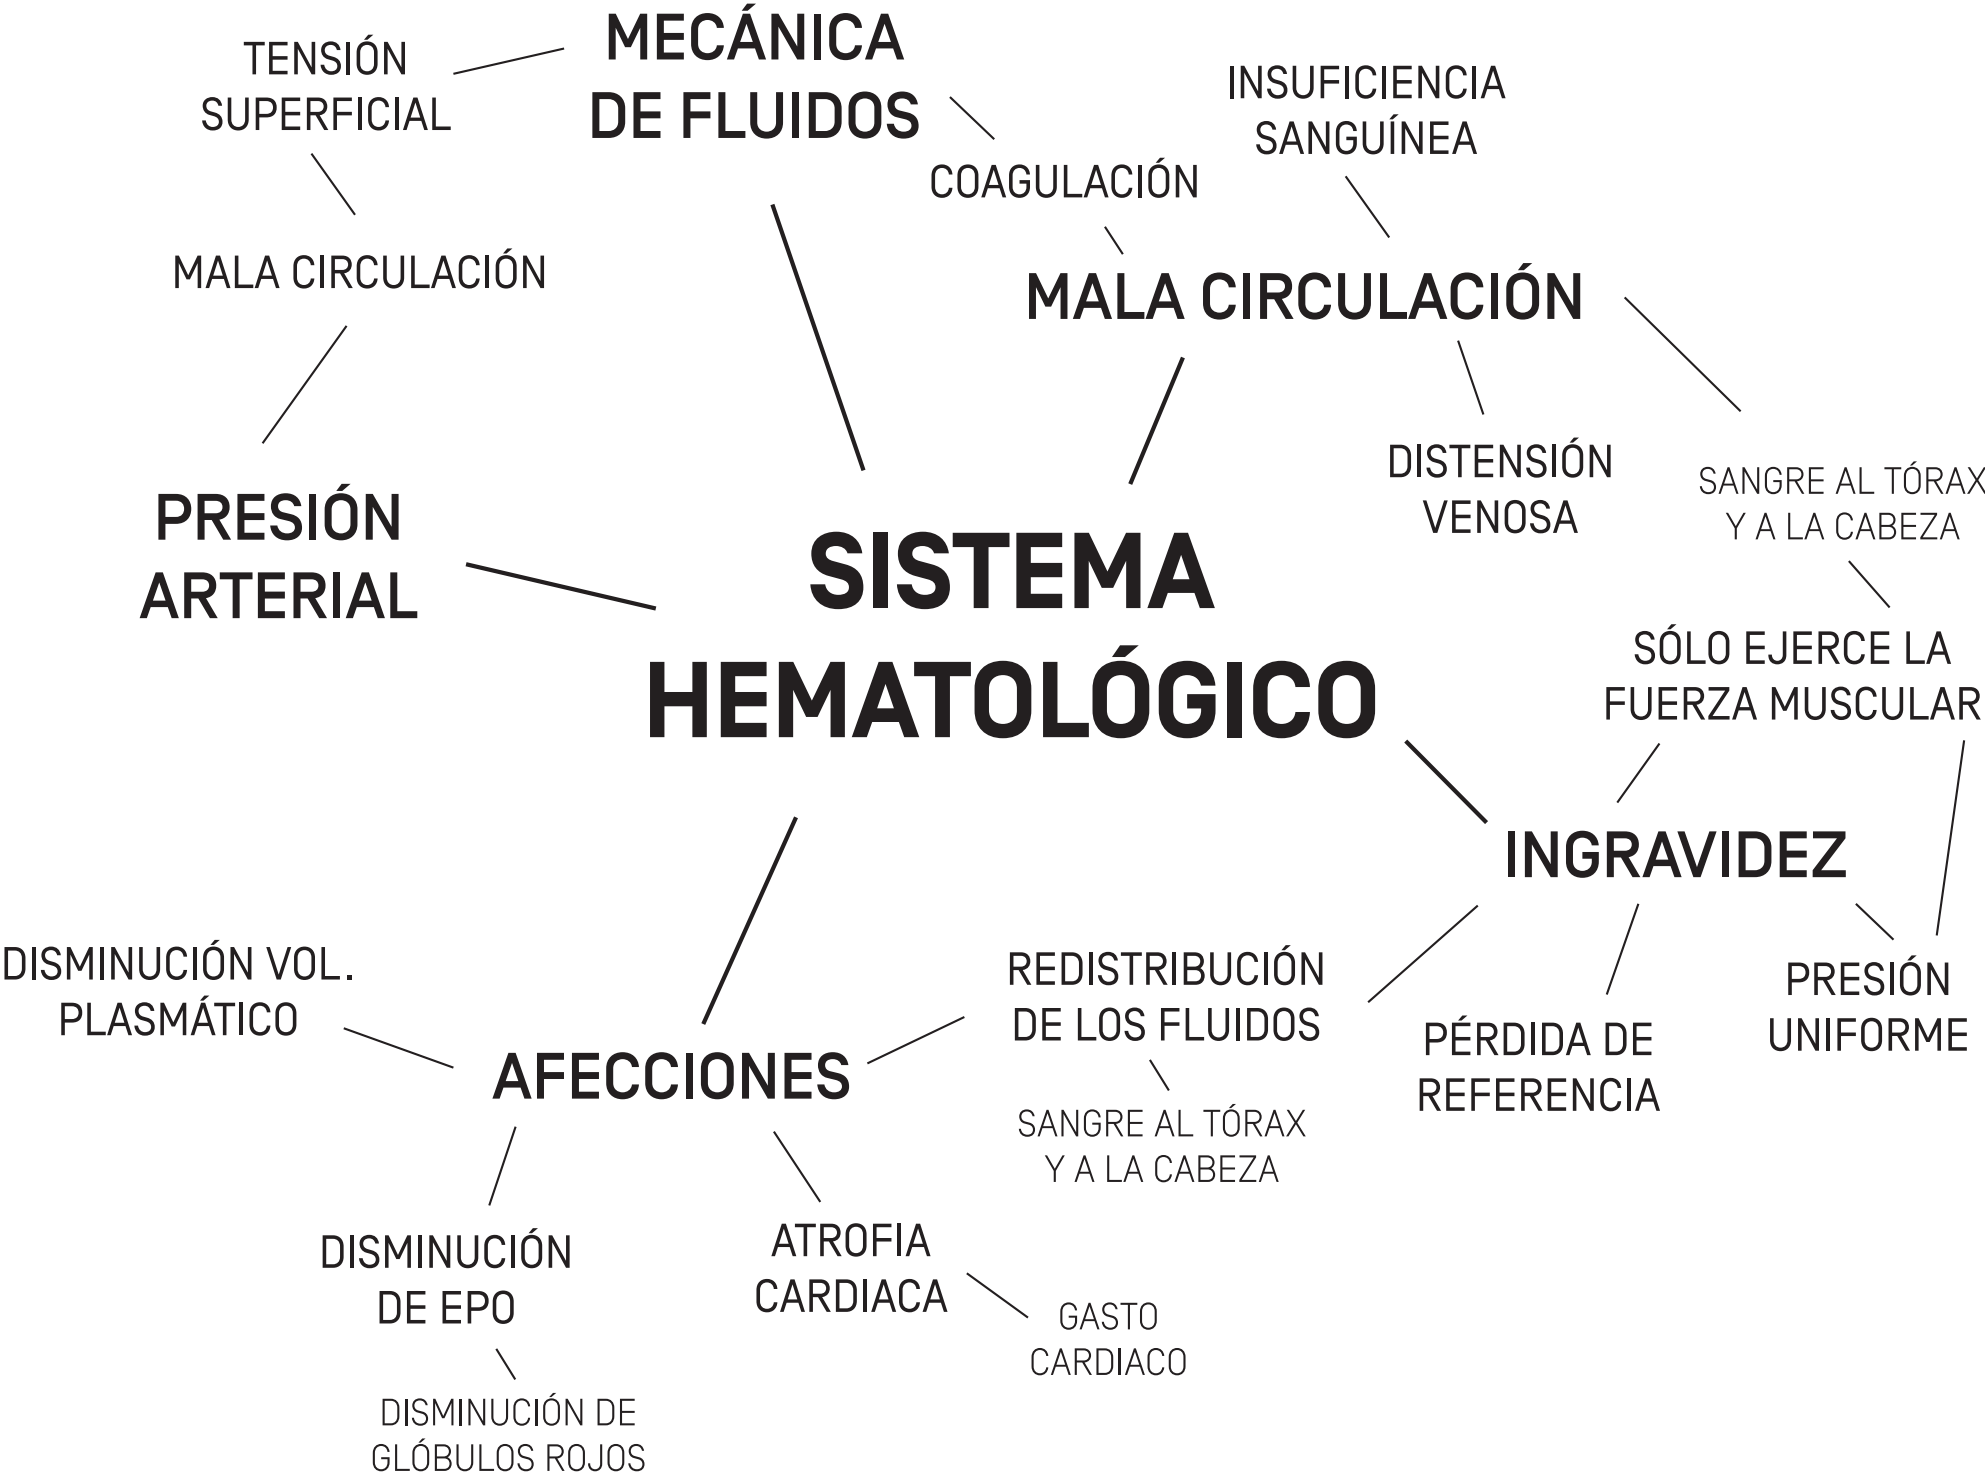 MECÁNICA
DE FLUIDOS
TENSIÓN
SUPERFICIAL
INSUFICIENCIA
SANGUÍNEA
COAGULACIÓN
MALA CIRCULACIÓN
MALA CIRCULACIÓN
DISTENSIÓN
VENOSA
SANGRE AL TÓRAX
Y A LA CABEZA
PRESIÓN
ARTERIAL
SISTEMA
HEMATOLÓGICO
SÓLO EJERCE LA
FUERZA MUSCULAR
INGRAVIDEZ
DISMINUCIÓN VOL.
PLASMÁTICO
REDISTRIBUCIÓN
DE LOS FLUIDOS
PRESIÓN
UNIFORME
PÉRDIDA DE
REFERENCIA
AFECCIONES
SANGRE AL TÓRAX
Y A LA CABEZA
DISMINUCIÓN
DE EPO
ATROFIA
CARDIACA
GASTO
CARDIACO
DISMINUCIÓN DE
GLÓBULOS ROJOS